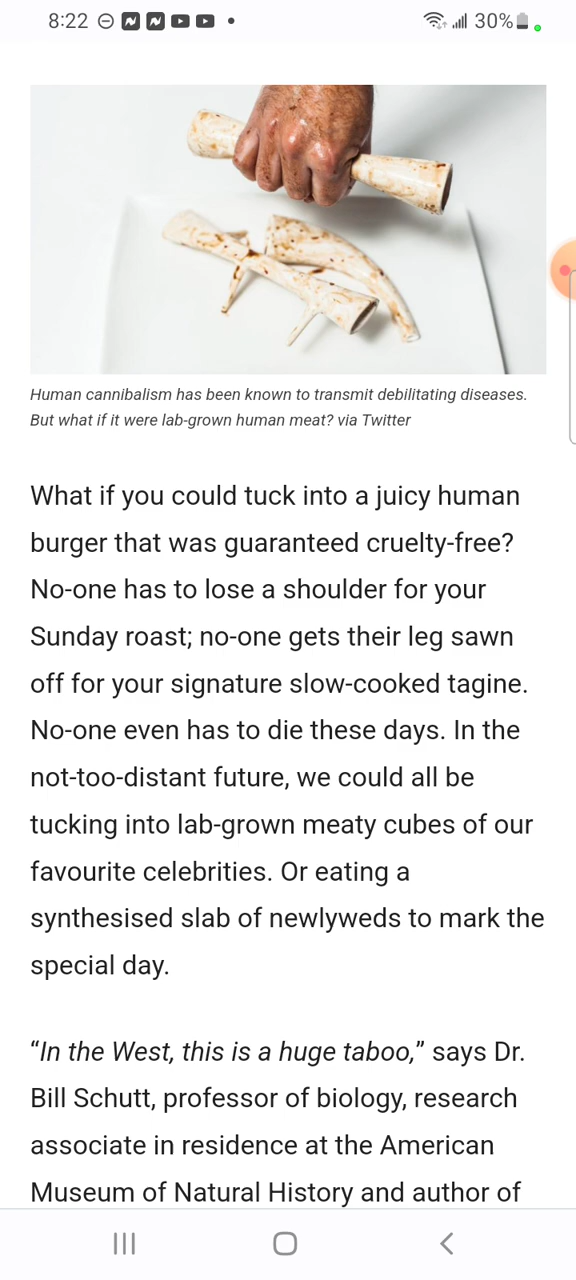 8:22
30%
Human cannibalism has been known to transmit debilitating diseases.
But what if it were lab-grown human meat? via Twitter
What if you could tuck into a juicy human
burger that was guaranteed cruelty-free?
No-one has to lose a shoulder for your
Sunday roast; no-one gets their leg sawn
off for your signature slow-cooked tagine.
No-one even has to die these days. In the
not-too-distant future, we could all be
tucking into lab-grown meaty cubes of our
favourite celebrities. Or eating a
synthesised slab of newlyweds to mark the
special day.
“In the West, this is a huge taboo,” says Dr.
Bill Schutt, professor of biology, research
associate in residence at the American
Museum of Natural History and author of